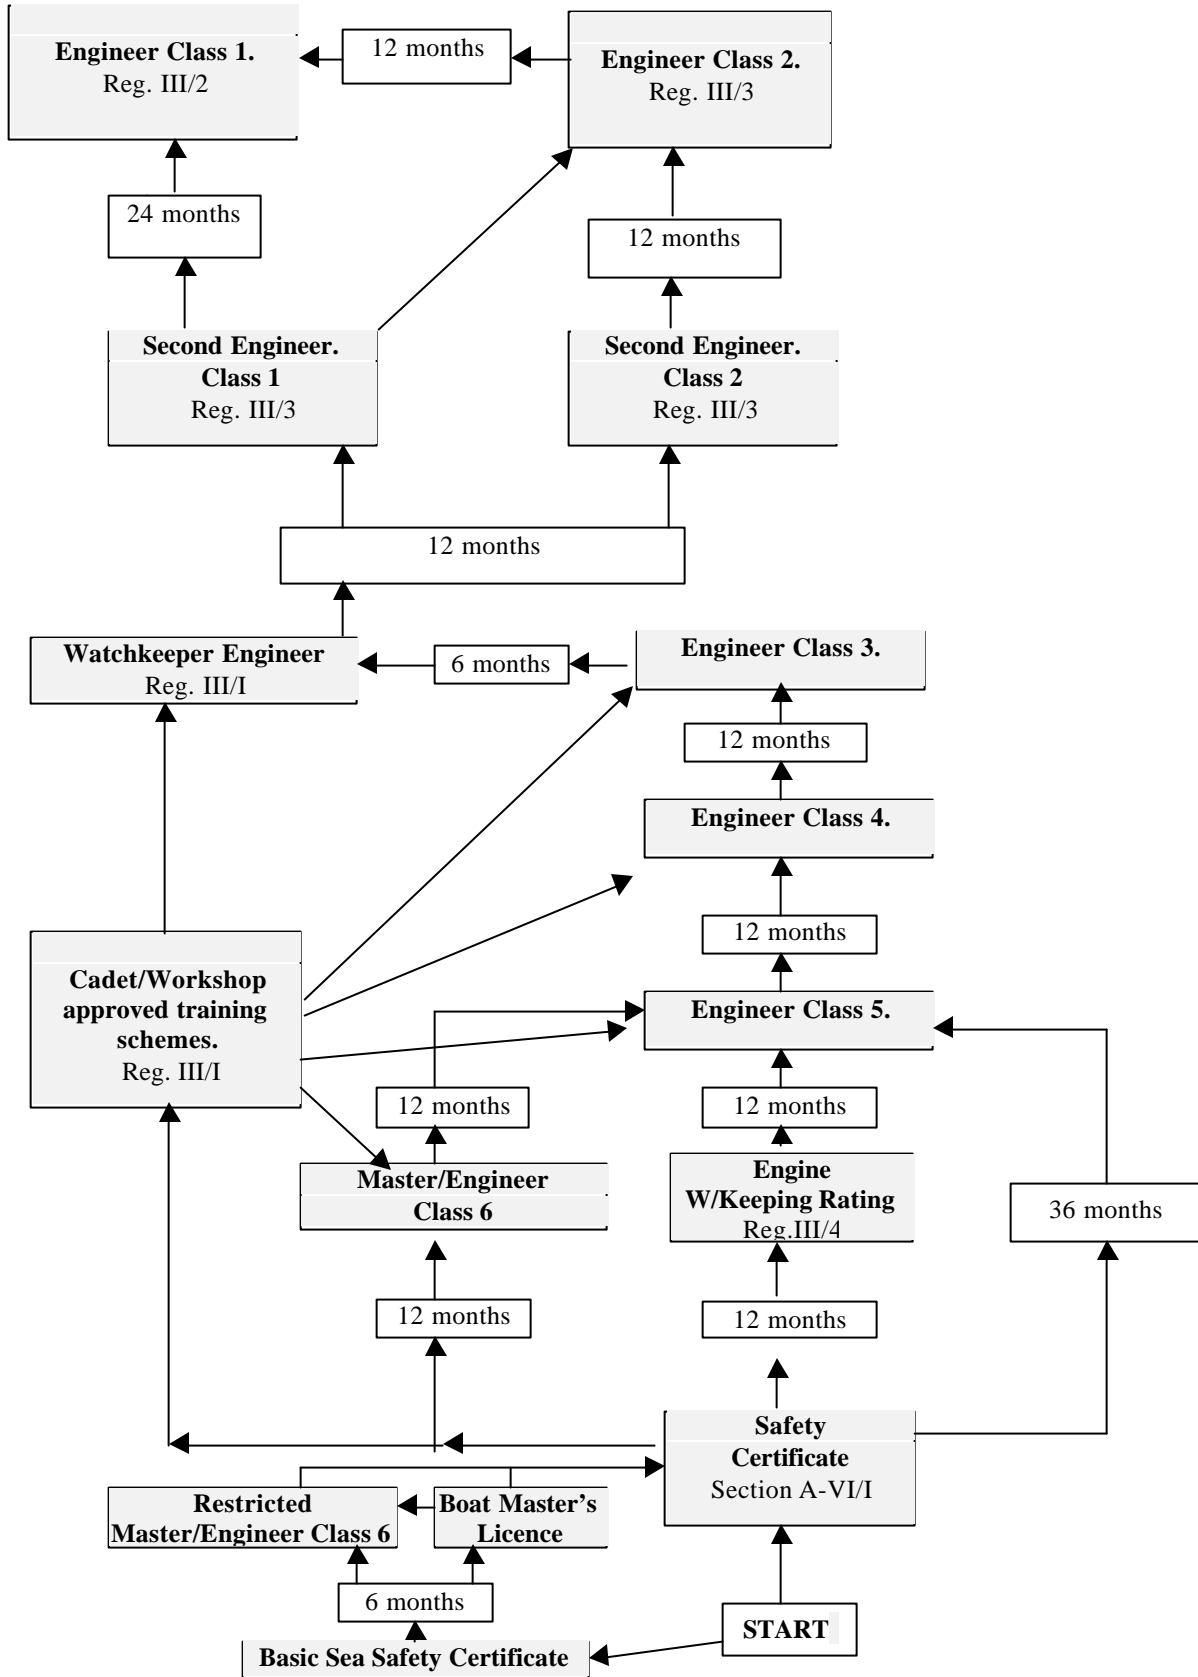 Engineer Class 1.
Reg. III/2
12 months
Engineer Class 2.
Reg. III/3
24 months
12 months
Second Engineer.
Class 1
Reg. III/3
Second Engineer.
Class 2
Reg. III/3
12 months
Watchkeeper Engineer
Reg. III/I
6 months
Engineer Class 3.
12 months
Engineer Class 4.
12 months
Cadet/Workshop
approved training
schemes.
Reg. III/I
Engineer Class 5.
12 months
12 months
Master/Engineer
Class 6
Engine
W/Keeping Rating
Reg.III/4
36 months
12 months
12 months
Safety
Certificate
Section A-VI/I
Restricted
Master/Engineer Class 6
Boat Master’s
Licence
6 months
START
Basic Sea Safety Certificate